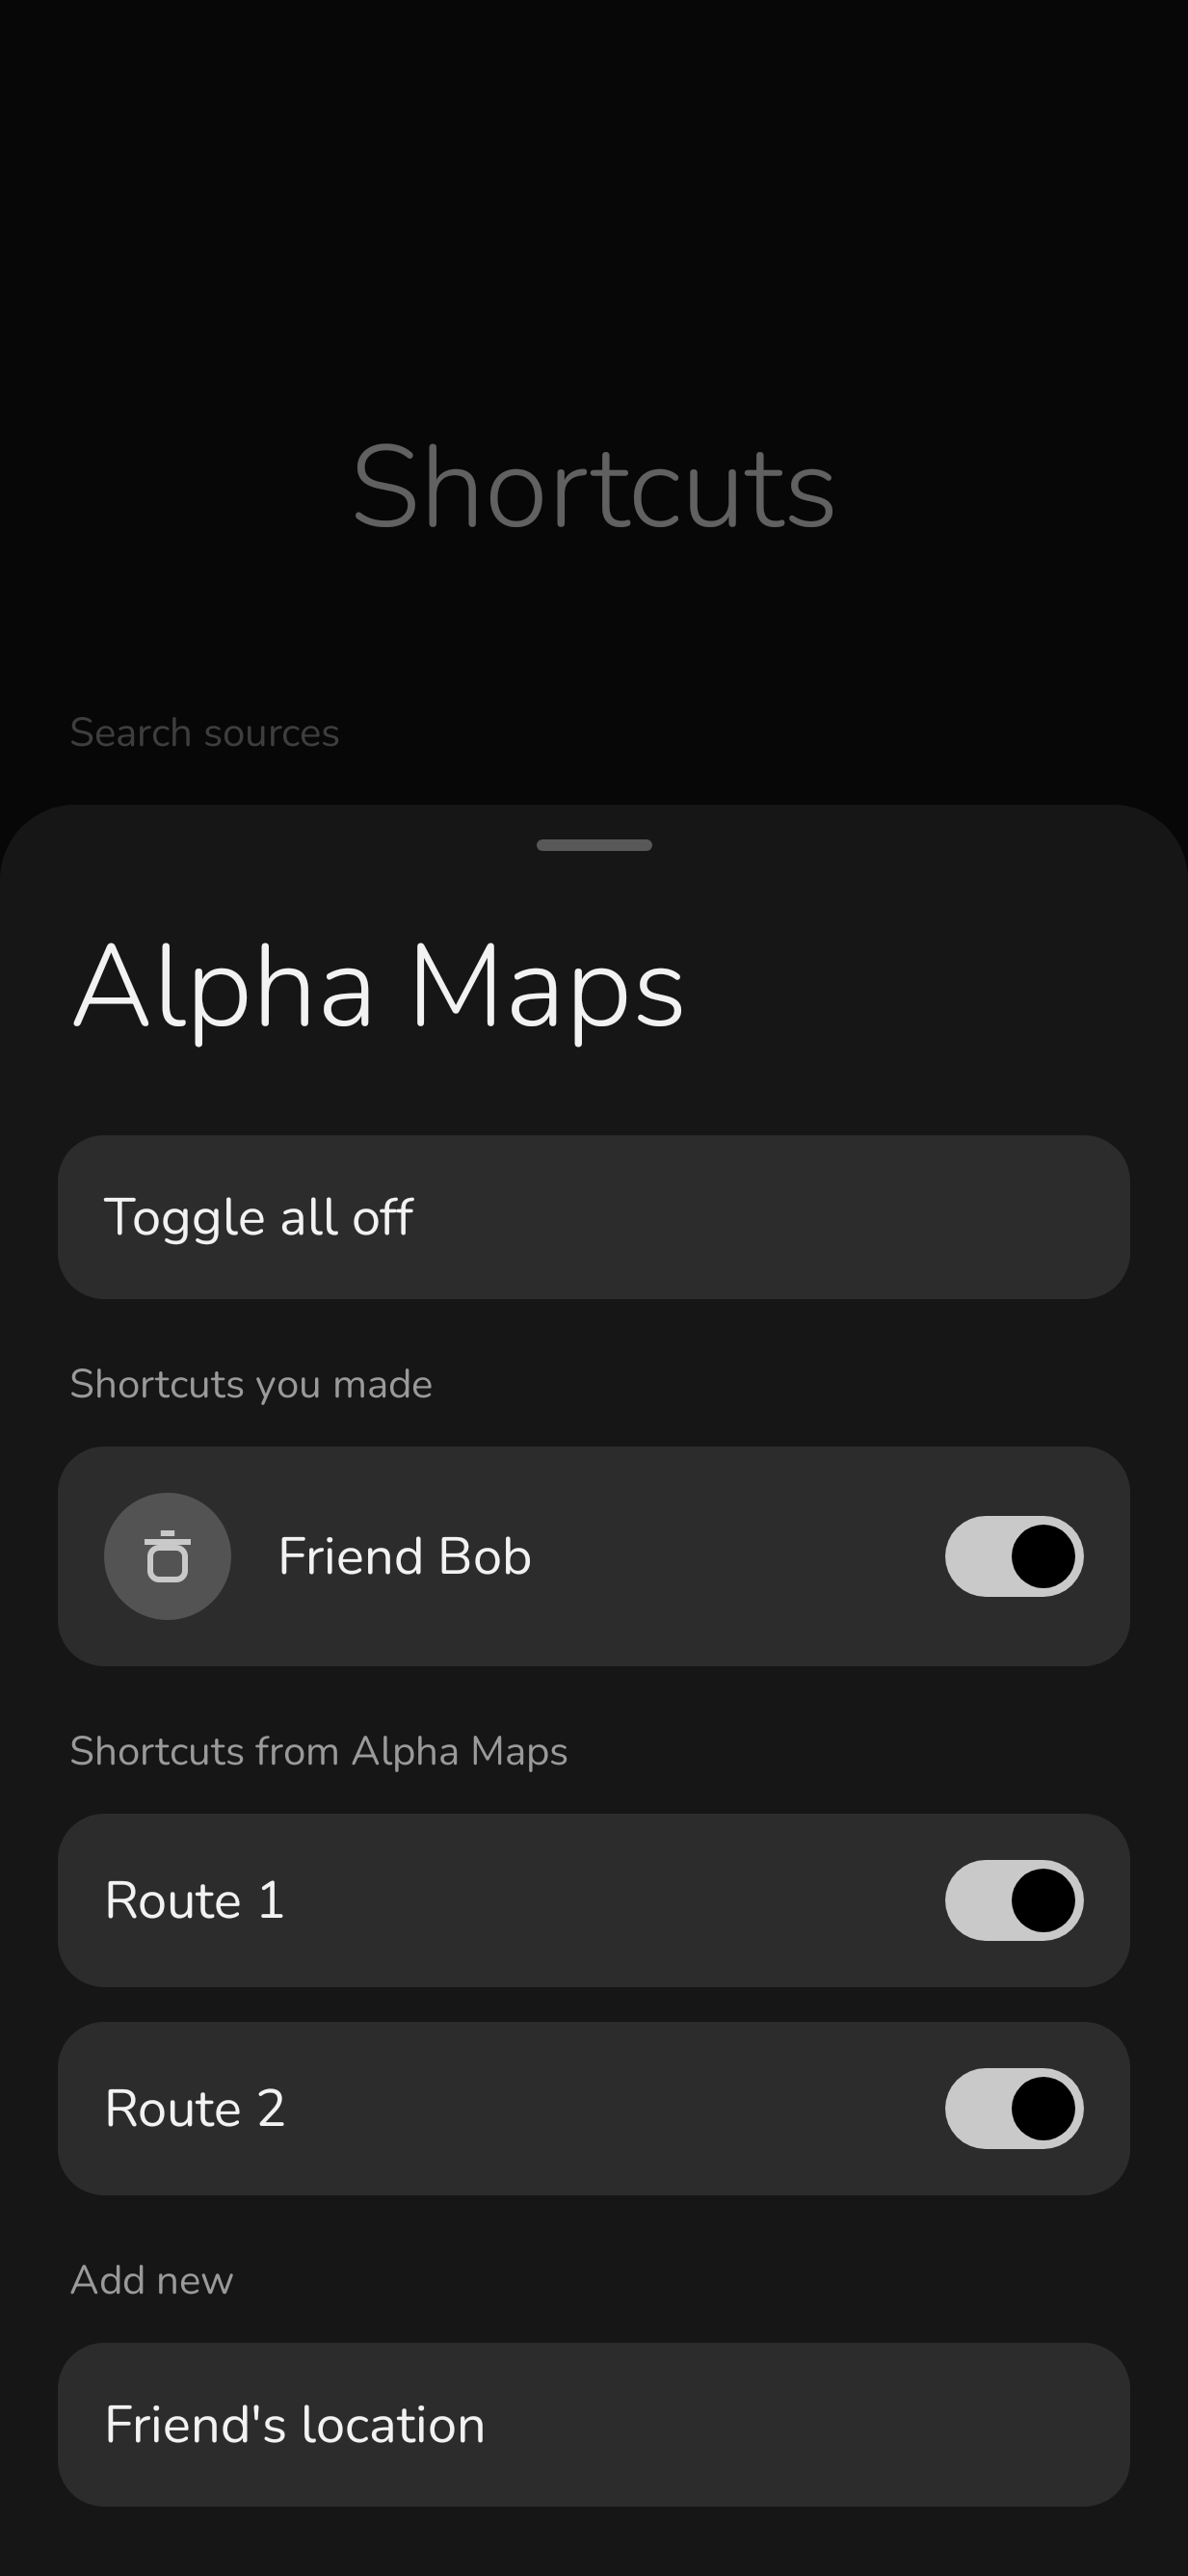 Shortcuts
Search sources
Alpha Maps
Toggle all off
Shortcuts you made
Friend Bob
Shortcuts from Alpha Maps
Route 1
Route 2
Add new
Friend's location